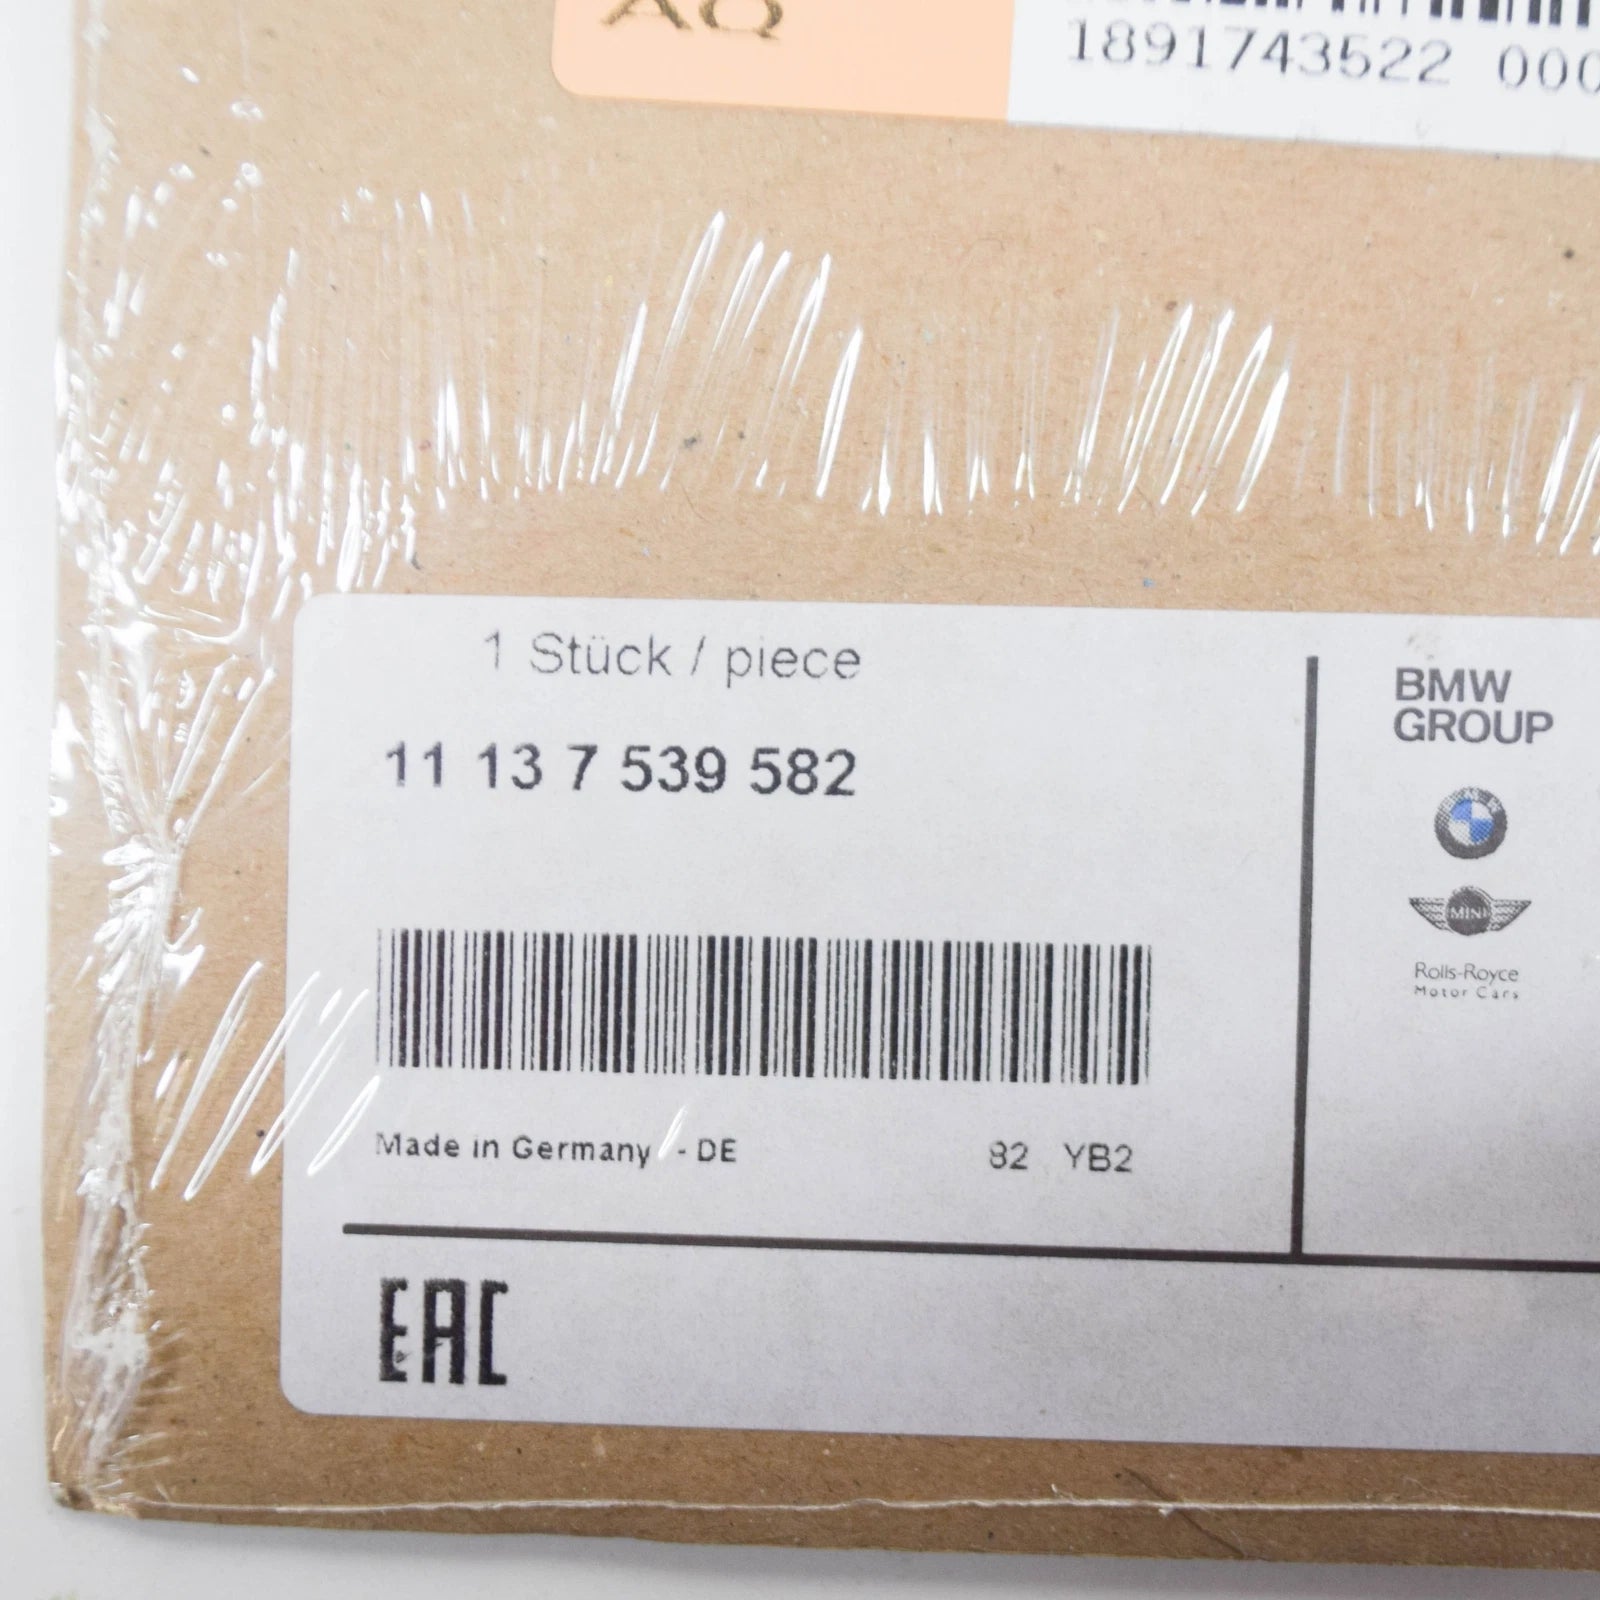 AQ
1891743522 000
1 Stück / piece
11 13 7 539 582
BMW
GROUP
MINI
Rolls-Royce
Motor Cars
Made in Germany - DE
82 YB2
EAC